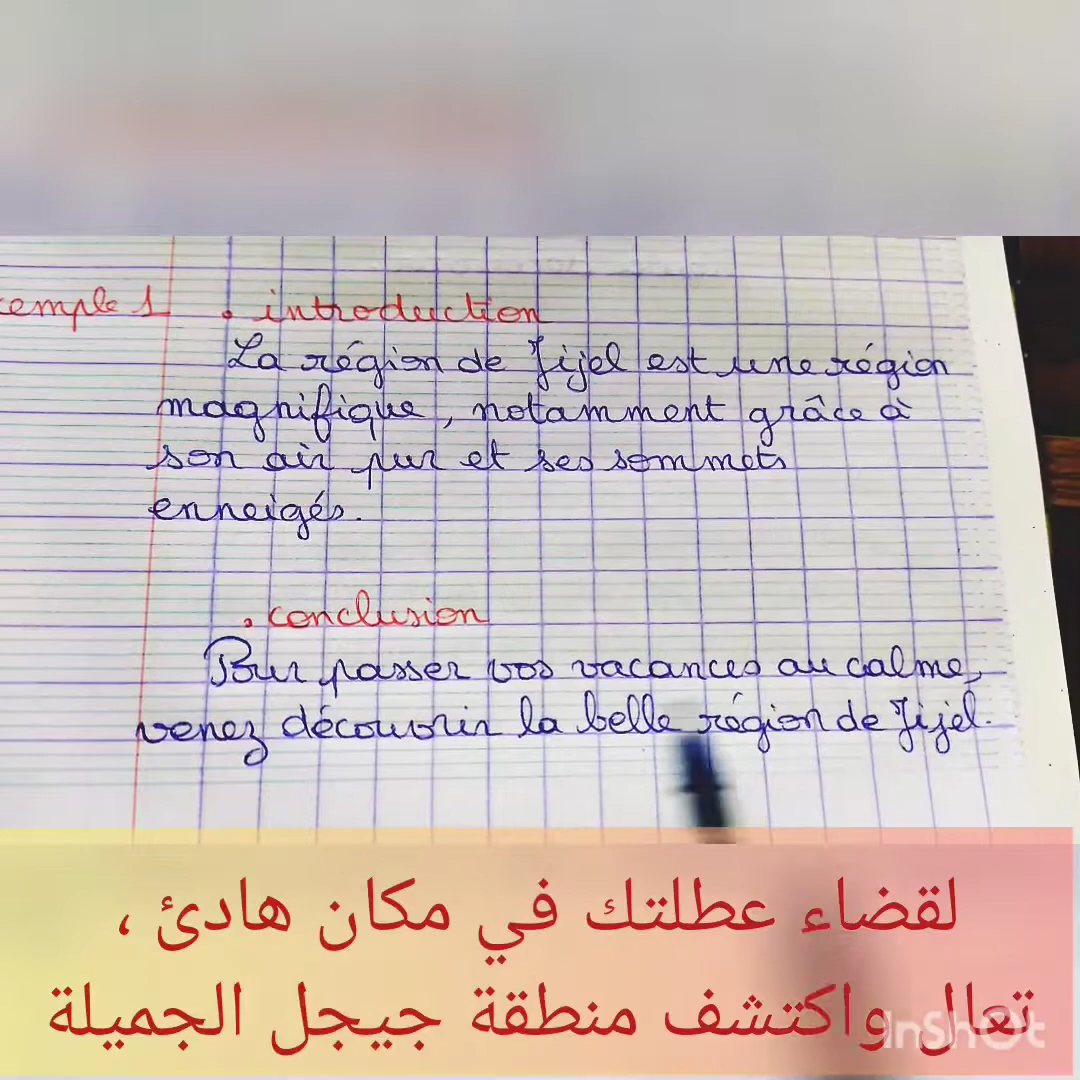 emple 1 . introduction
La région de Jijel est une région
magnifique, notamment grâce à
son air pur et ses sommets
enneigés.
. conclusion
Pour passer vos vacances au calme,
venez découvrir la belle région de Jijel.
لقضاء عطلتك في مكان هادئ ،
تعال واكتشف منطقة جيجل الجميلة
InShOt